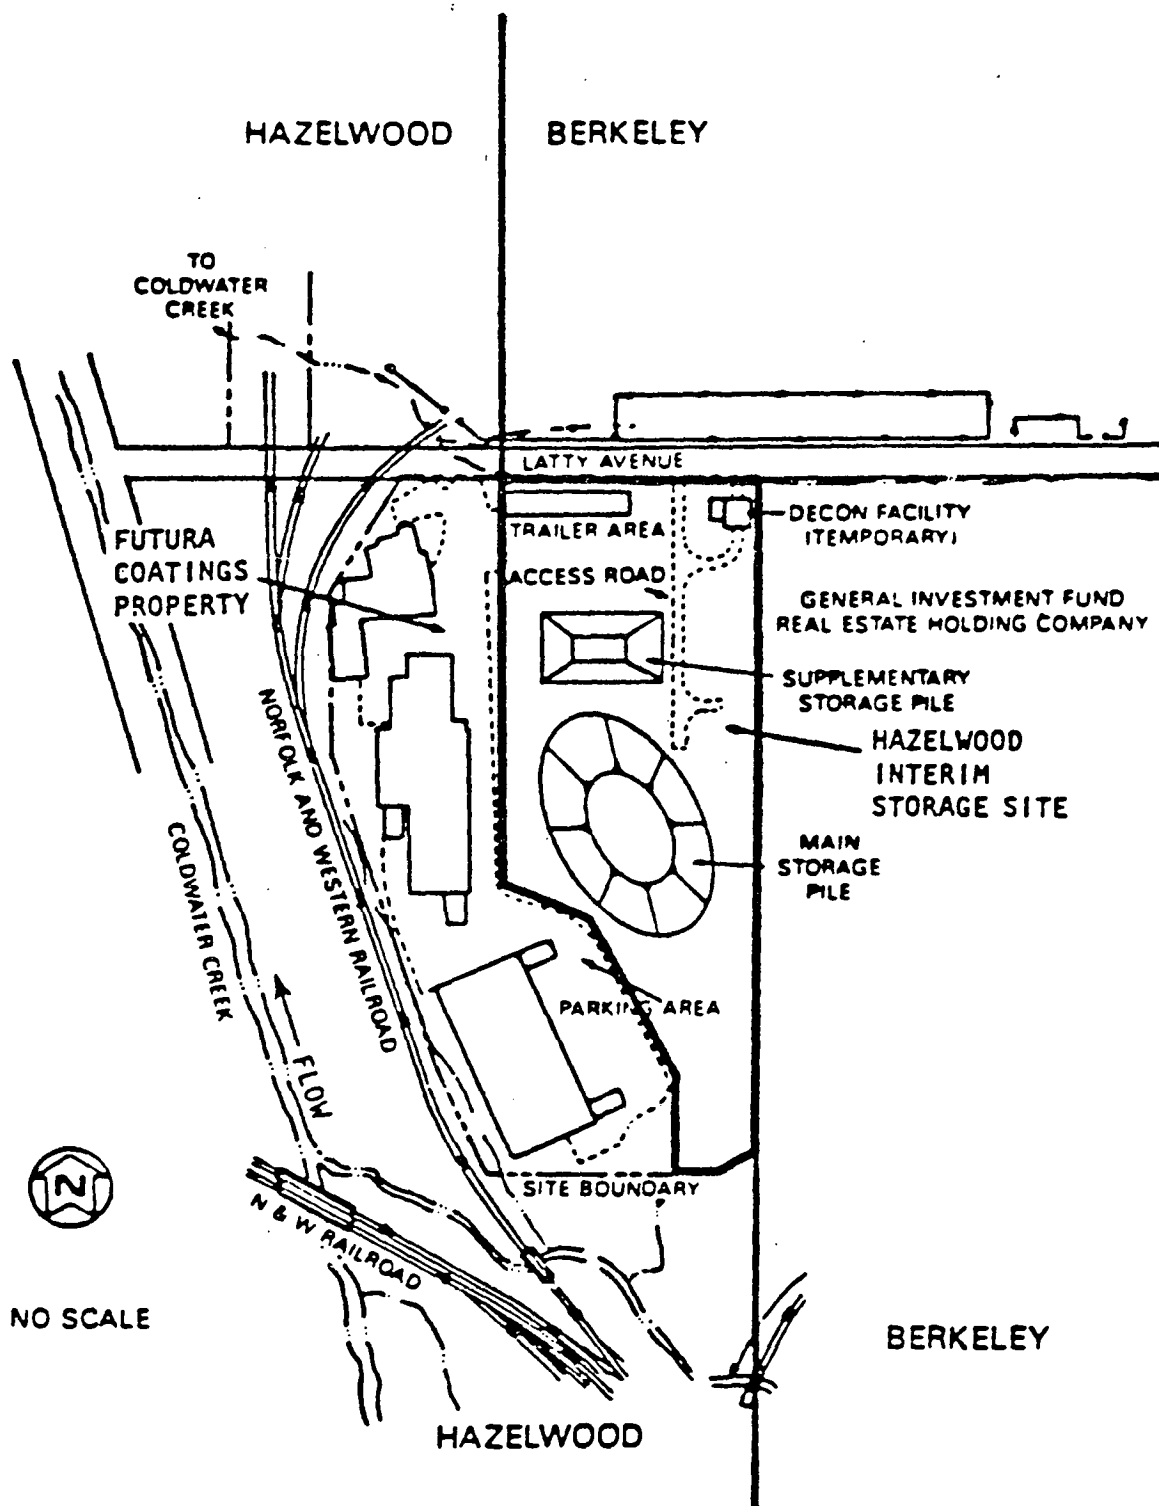 HAZELWOOD
BERKELEY
TO
COLDWATER
CREEK
LATTY AVENUE
TRAILER AREA
DECON FACILITY
(TEMPORARY)
FUTURA
COATINGS
PROPERTY
ACCESS ROAD
GENERAL INVESTMENT FUND
REAL ESTATE HOLDING COMPANY
SUPPLEMENTARY
STORAGE PILE
HAZELWOOD
INTERIM
STORAGE SITE
NORFOLK AND WESTERN RAILROAD
COLDWATER CREEK
MAIN
STORAGE
PILE
PARKING AREA
FLOW
N
SITE BOUNDARY
N & W RAILROAD
NO SCALE
BERKELEY
HAZELWOOD